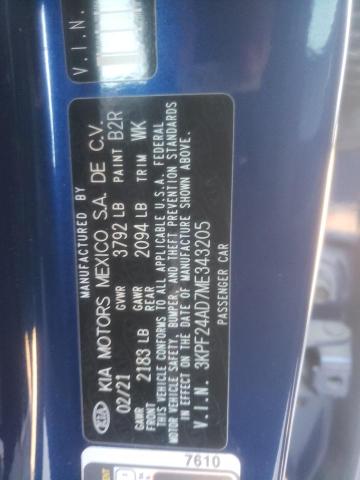 V.I.N.
MANUFACTURED BY
KIA KIA MOTORS MEXICO S.A. DE C.V.
02/21 GVWR 3792 LB PAINT B2R
GAWR FRONT 2183 LB GAWR REAR 2094 LB TRIM WK
THIS VEHICLE CONFORMS TO ALL APPLICABLE U.S.A. FEDERAL
MOTOR VEHICLE SAFETY, BUMPER, AND THEFT PREVENTION STANDARDS
IN EFFECT ON THE DATE OF MANUFACTURE SHOWN ABOVE.
V.I.N. 3KPF24AD7ME343205
PASSENGER CAR
7610